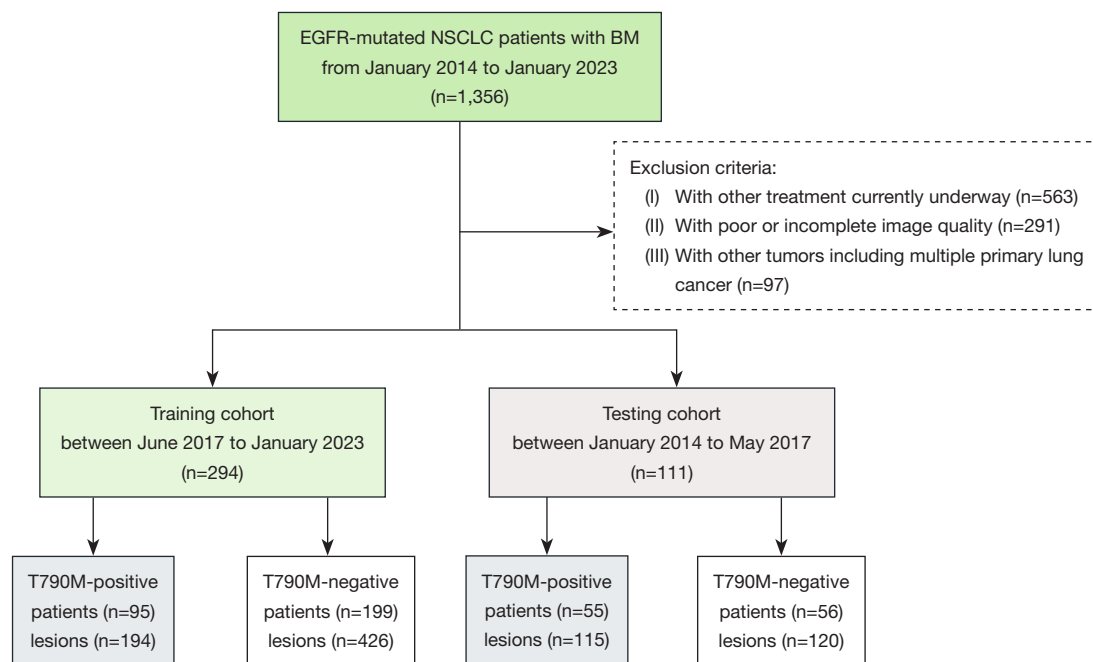 EGFR-mutated NSCLC patients with BM
from January 2014 to January 2023
(n=1,356)
Exclusion criteria:
(I) With other treatment currently underway (n=563)
(II) With poor or incomplete image quality (n=291)
(III) With other tumors including multiple primary lung
cancer (n=97)
Training cohort
between June 2017 to January 2023
(n=294)
Testing cohort
between January 2014 to May 2017
(n=111)
T790M-positive
patients (n=95)
lesions (n=194)
T790M-negative
patients (n=199)
lesions (n=426)
T790M-positive
patients (n=55)
lesions (n=115)
T790M-negative
patients (n=56)
lesions (n=120)